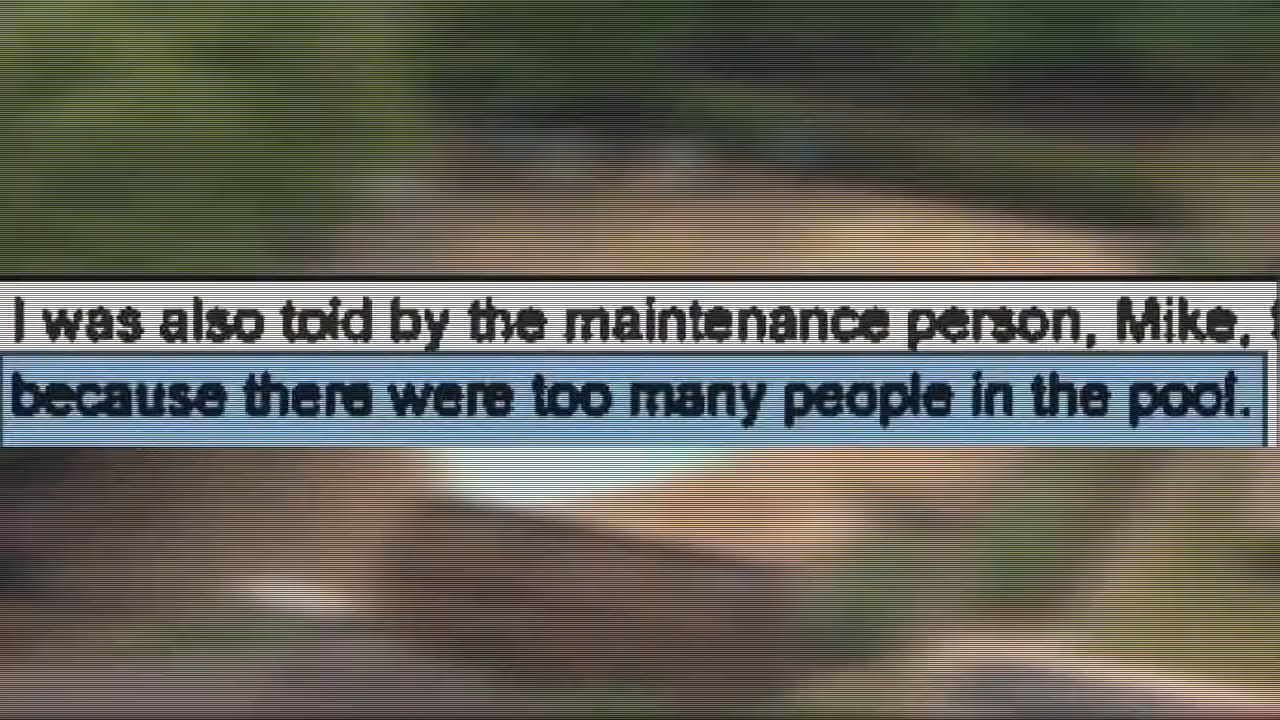 I was also told by the maintenance person, Mike,
because there were too many people in the pool.